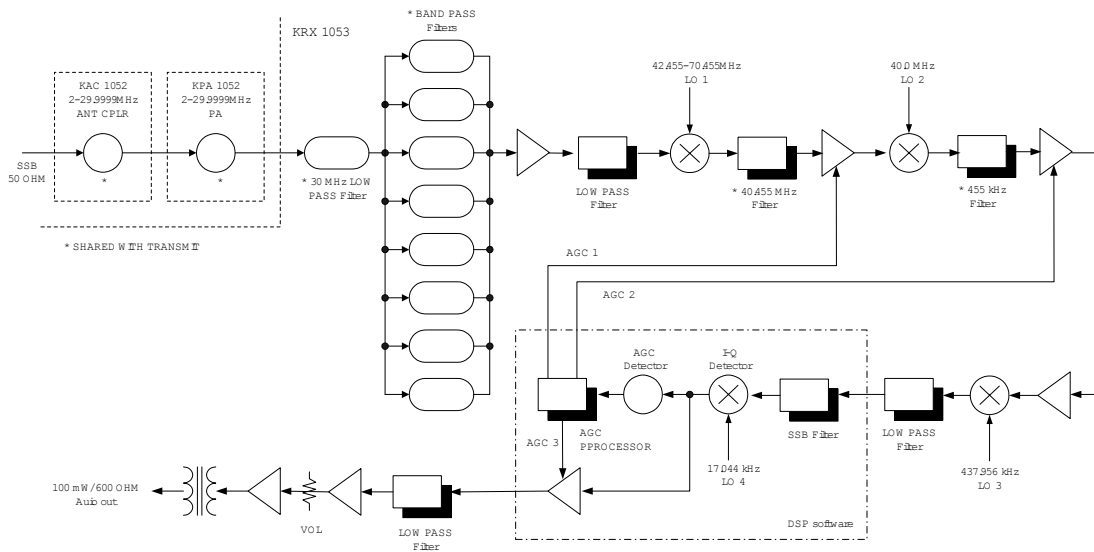 KRX 1053
* BAND PASS
Filters
KAC 1052
2-29.9999MHz
ANT CPLR
KPA 1052
2-29.9999MHz
PA
42.455-70.455MHz
LO 1
40.0 MHz
LO 2
SSB
50 OHM
*
*
* 30 MHz LOW
PASS Filter
LOW PASS
Filter
* 40.455 MHz
Filter
* 455 kHz
Filter
* SHARED WITH TRANSMIT
AGC 1
AGC 2
AGC
Detector
I-Q
Detector
AGC
PPROCESSOR
SSB Filter
LOW PASS
Filter
AGC 3
17.044 kHz
LO 4
437.956 kHz
LO 3
100 mW/600 OHM
Auio out
VOL
LOW PASS
Filter
DSP software